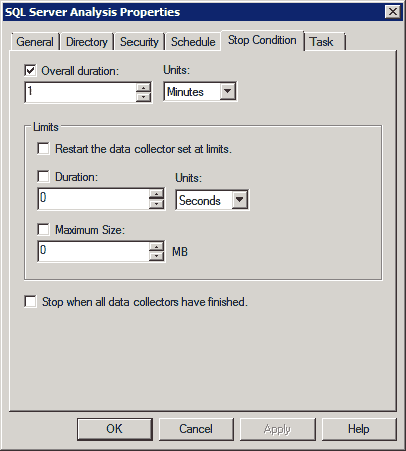 SQL Server Analysis Properties
General Directory Security Schedule Stop Condition Task
Overall duration: Units:
1 Minutes
Limits
Restart the data collector set at limits.
Duration: Units:
0 Seconds
Maximum Size:
0 MB
Stop when all data collectors have finished.
OK Cancel Apply Help